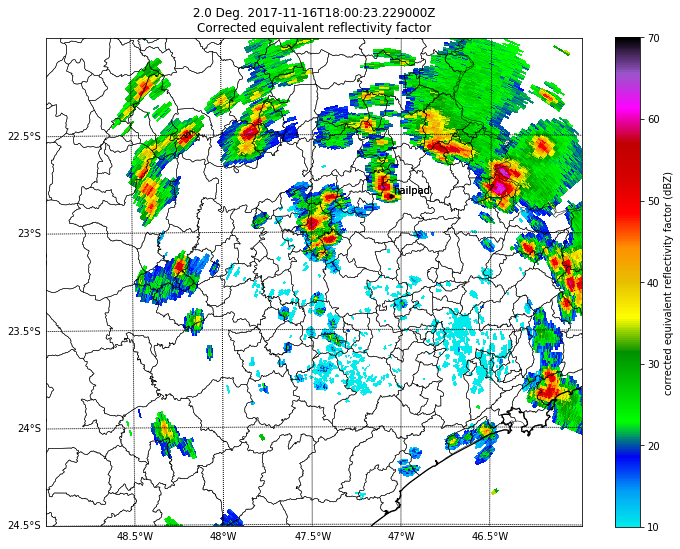 2.0 Deg. 2017-11-16T18:00:23.229000Z
Corrected equivalent reflectivity factor
70
60
50
40
30
20
10
corrected equivalent reflectivity factor (dBZ)
22.5°S
23°S
23.5°S
24°S
24.5°S
Trailpad
48.5°W
48°W
47.5°W
47°W
46.5°W